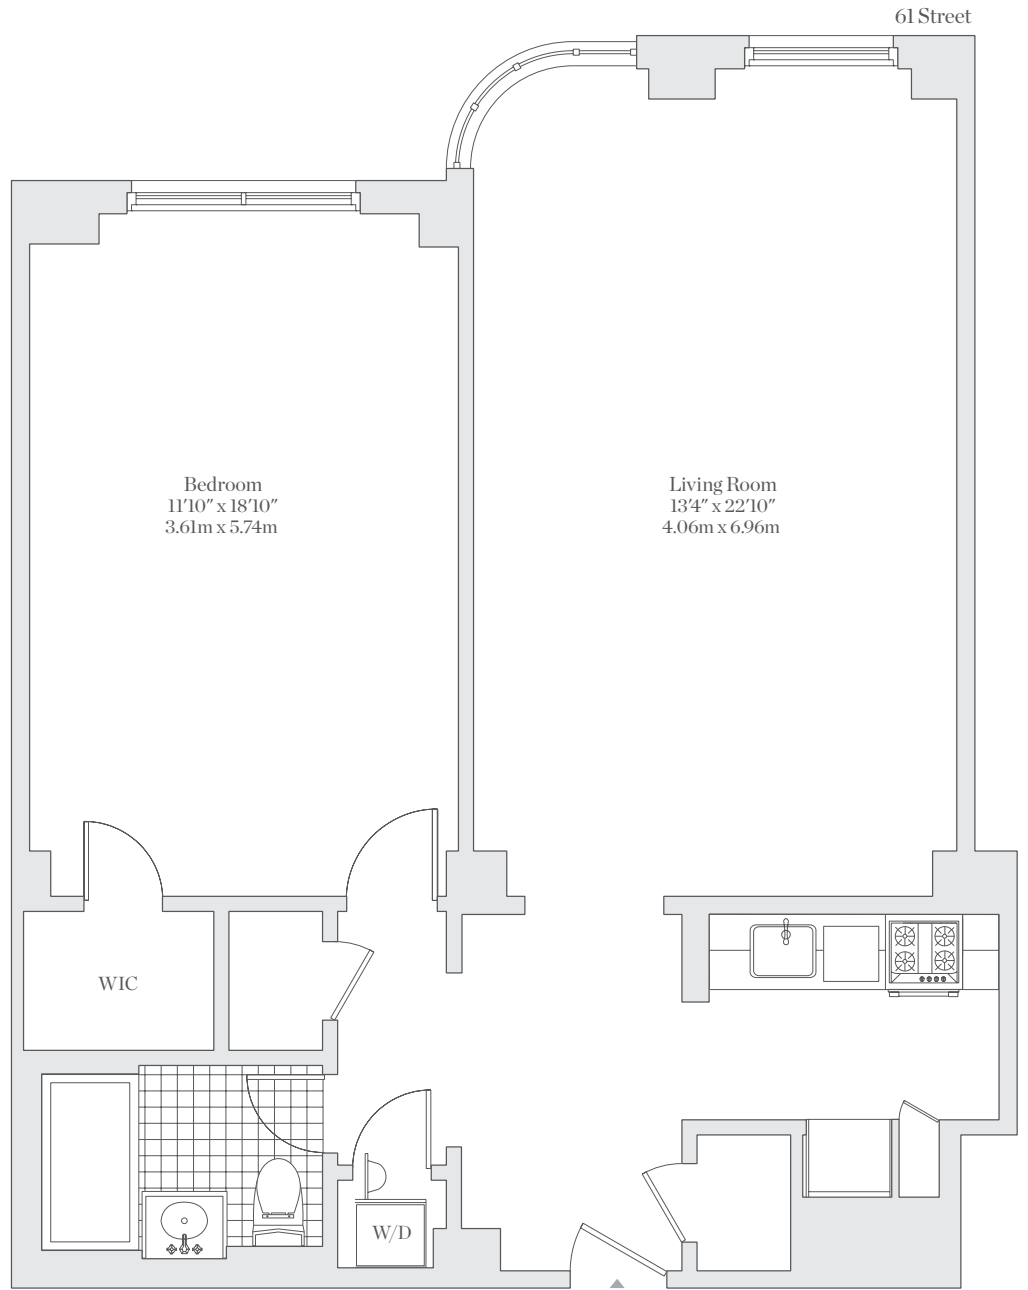 61 Street
Bedroom
11'10" x 18'10"
3.61m x 5.74m
Living Room
13'4" x 22'10"
4.06m x 6.96m
WIC
W/D